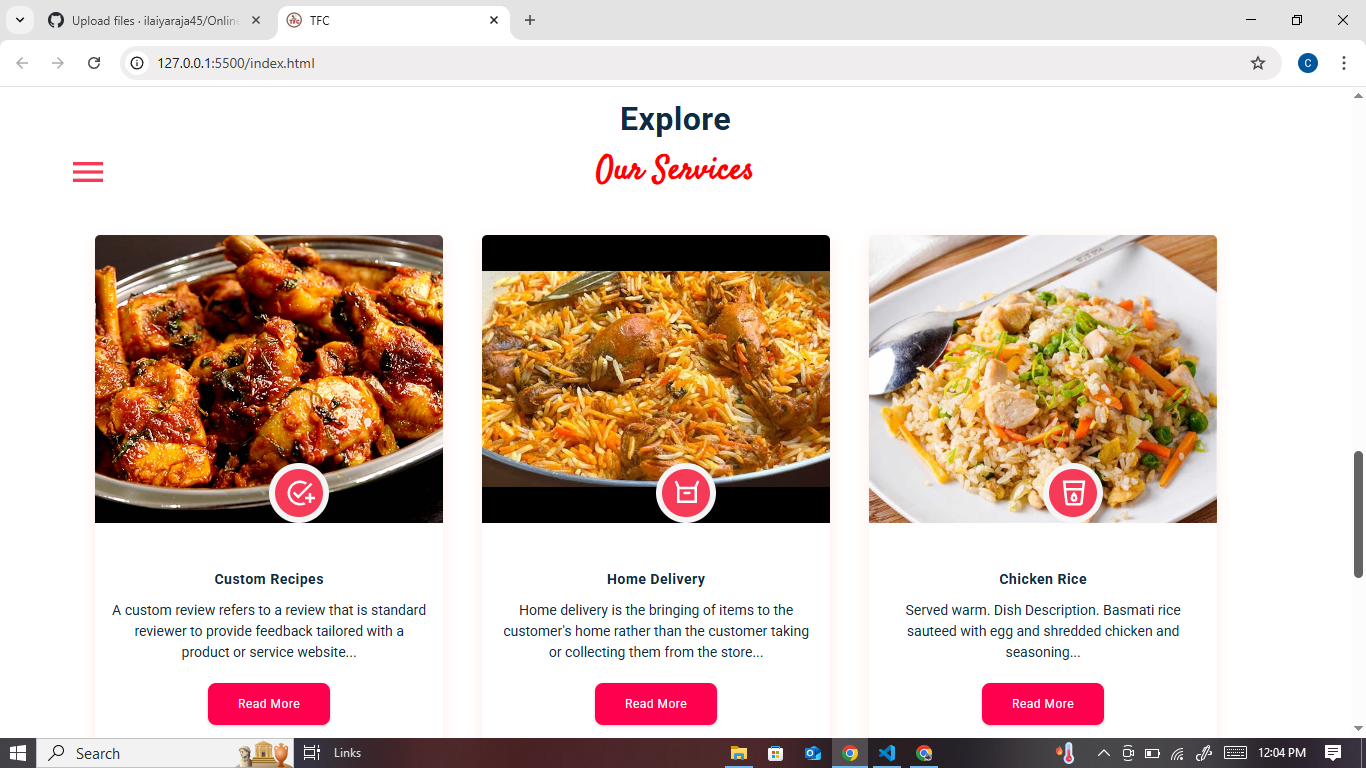 Upload files · ilaiyaraja45/Online
TFC
127.0.0.1:5500/index.html
C
Explore
Our Services
Custom Recipes
A custom review refers to a review that is standard
reviewer to provide feedback tailored with a
product or service website...
Read More
Home Delivery
Home delivery is the bringing of items to the
customer's home rather than the customer taking
or collecting them from the store...
Read More
Chicken Rice
Served warm. Dish Description. Basmati rice
sauteed with egg and shredded chicken and
seasoning...
Read More
Search
Links
12:04 PM